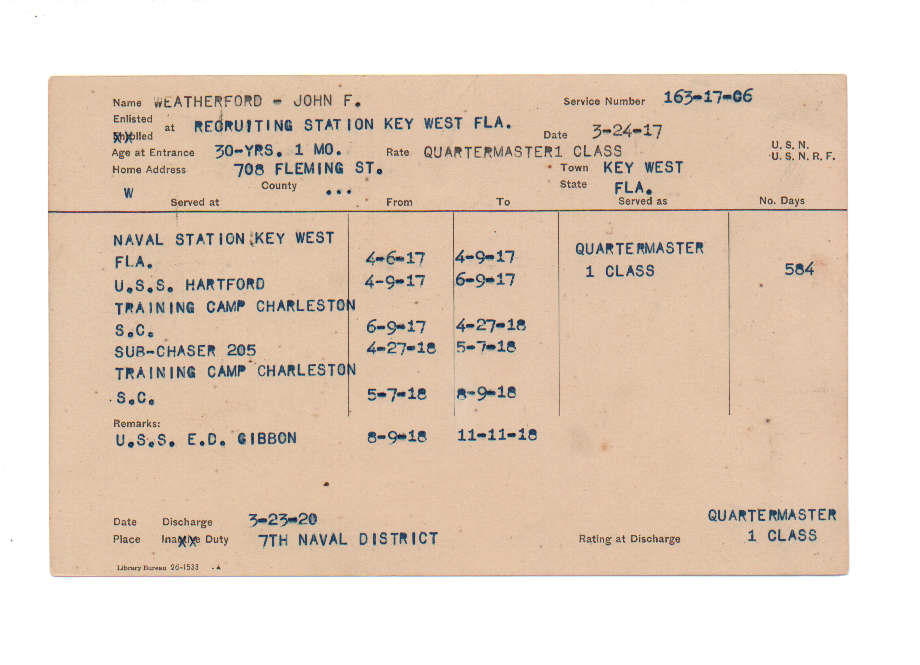 Name WEATHERFORD - JOHN F. Service Number 163-17-06
Enlisted
Enrolled at RECRUITING STATION KEY WEST FLA. Date 3-24-17
Age at Entrance 30-YRS. 1 MO. Rate QUARTERMASTER1 CLASS U. S. N.
U. S. N. R. F.
Home Address 708 FLEMING ST. Town KEY WEST
W County ... State FLA.
Served at From To Served as No. Days
NAVAL STATION KEY WEST QUARTERMASTER
FLA. 4-6-17 4-9-17 1 CLASS 584
U.S.S. HARTFORD 4-9-17 6-9-17
TRAINING CAMP CHARLESTON
S.C. 6-9-17 4-27-18
SUB-CHASER 205 4-27-18 5-7-18
TRAINING CAMP CHARLESTON
S.C. 5-7-18 8-9-18
Remarks:
U.S.S. E.D. GIBBON 8-9-18 11-11-18
Date Discharge 3-23-20 QUARTERMASTER
Place Inactive Duty 7TH NAVAL DISTRICT Rating at Discharge 1 CLASS
Library Bureau 26-1533 A